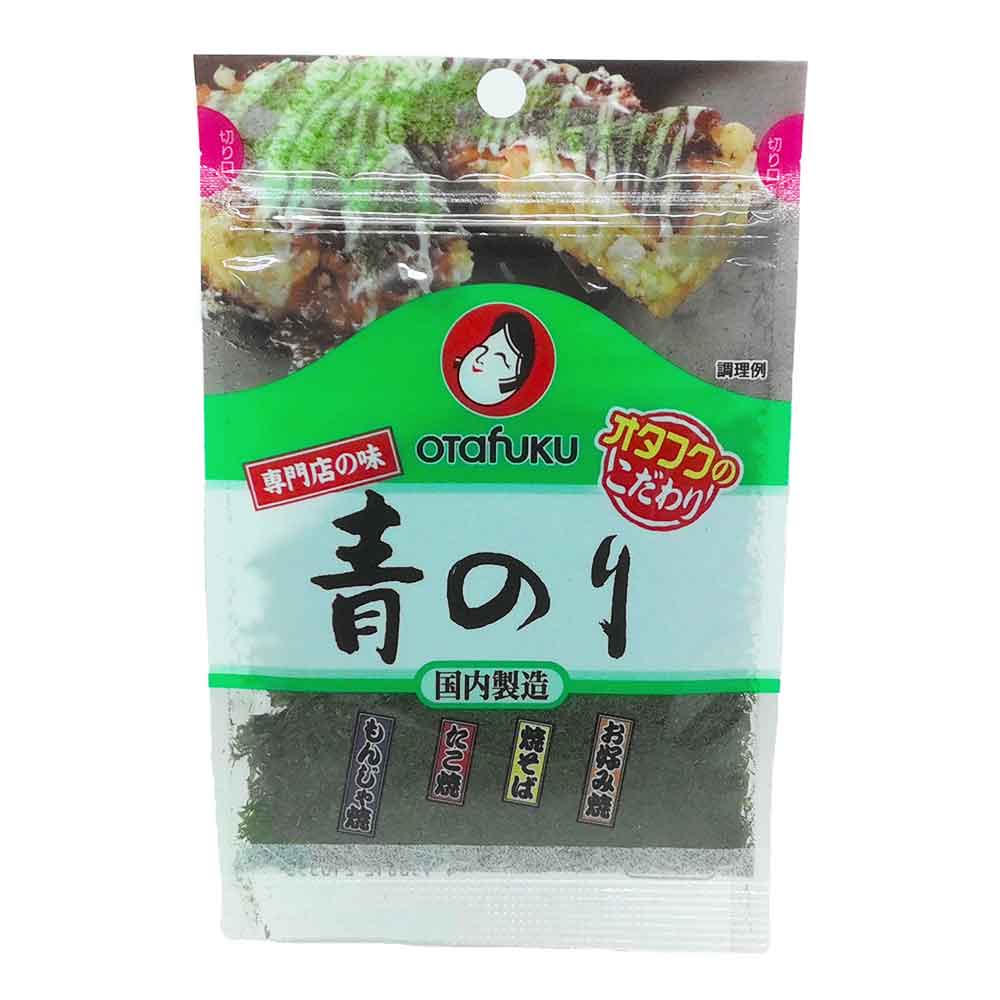 切り口
切り口
調理例
OTaFUKU
オタフクの
こだわり
専門店の味
青のり
国内製造
もんじゃ焼
たこ焼
焼そば
お好み焼